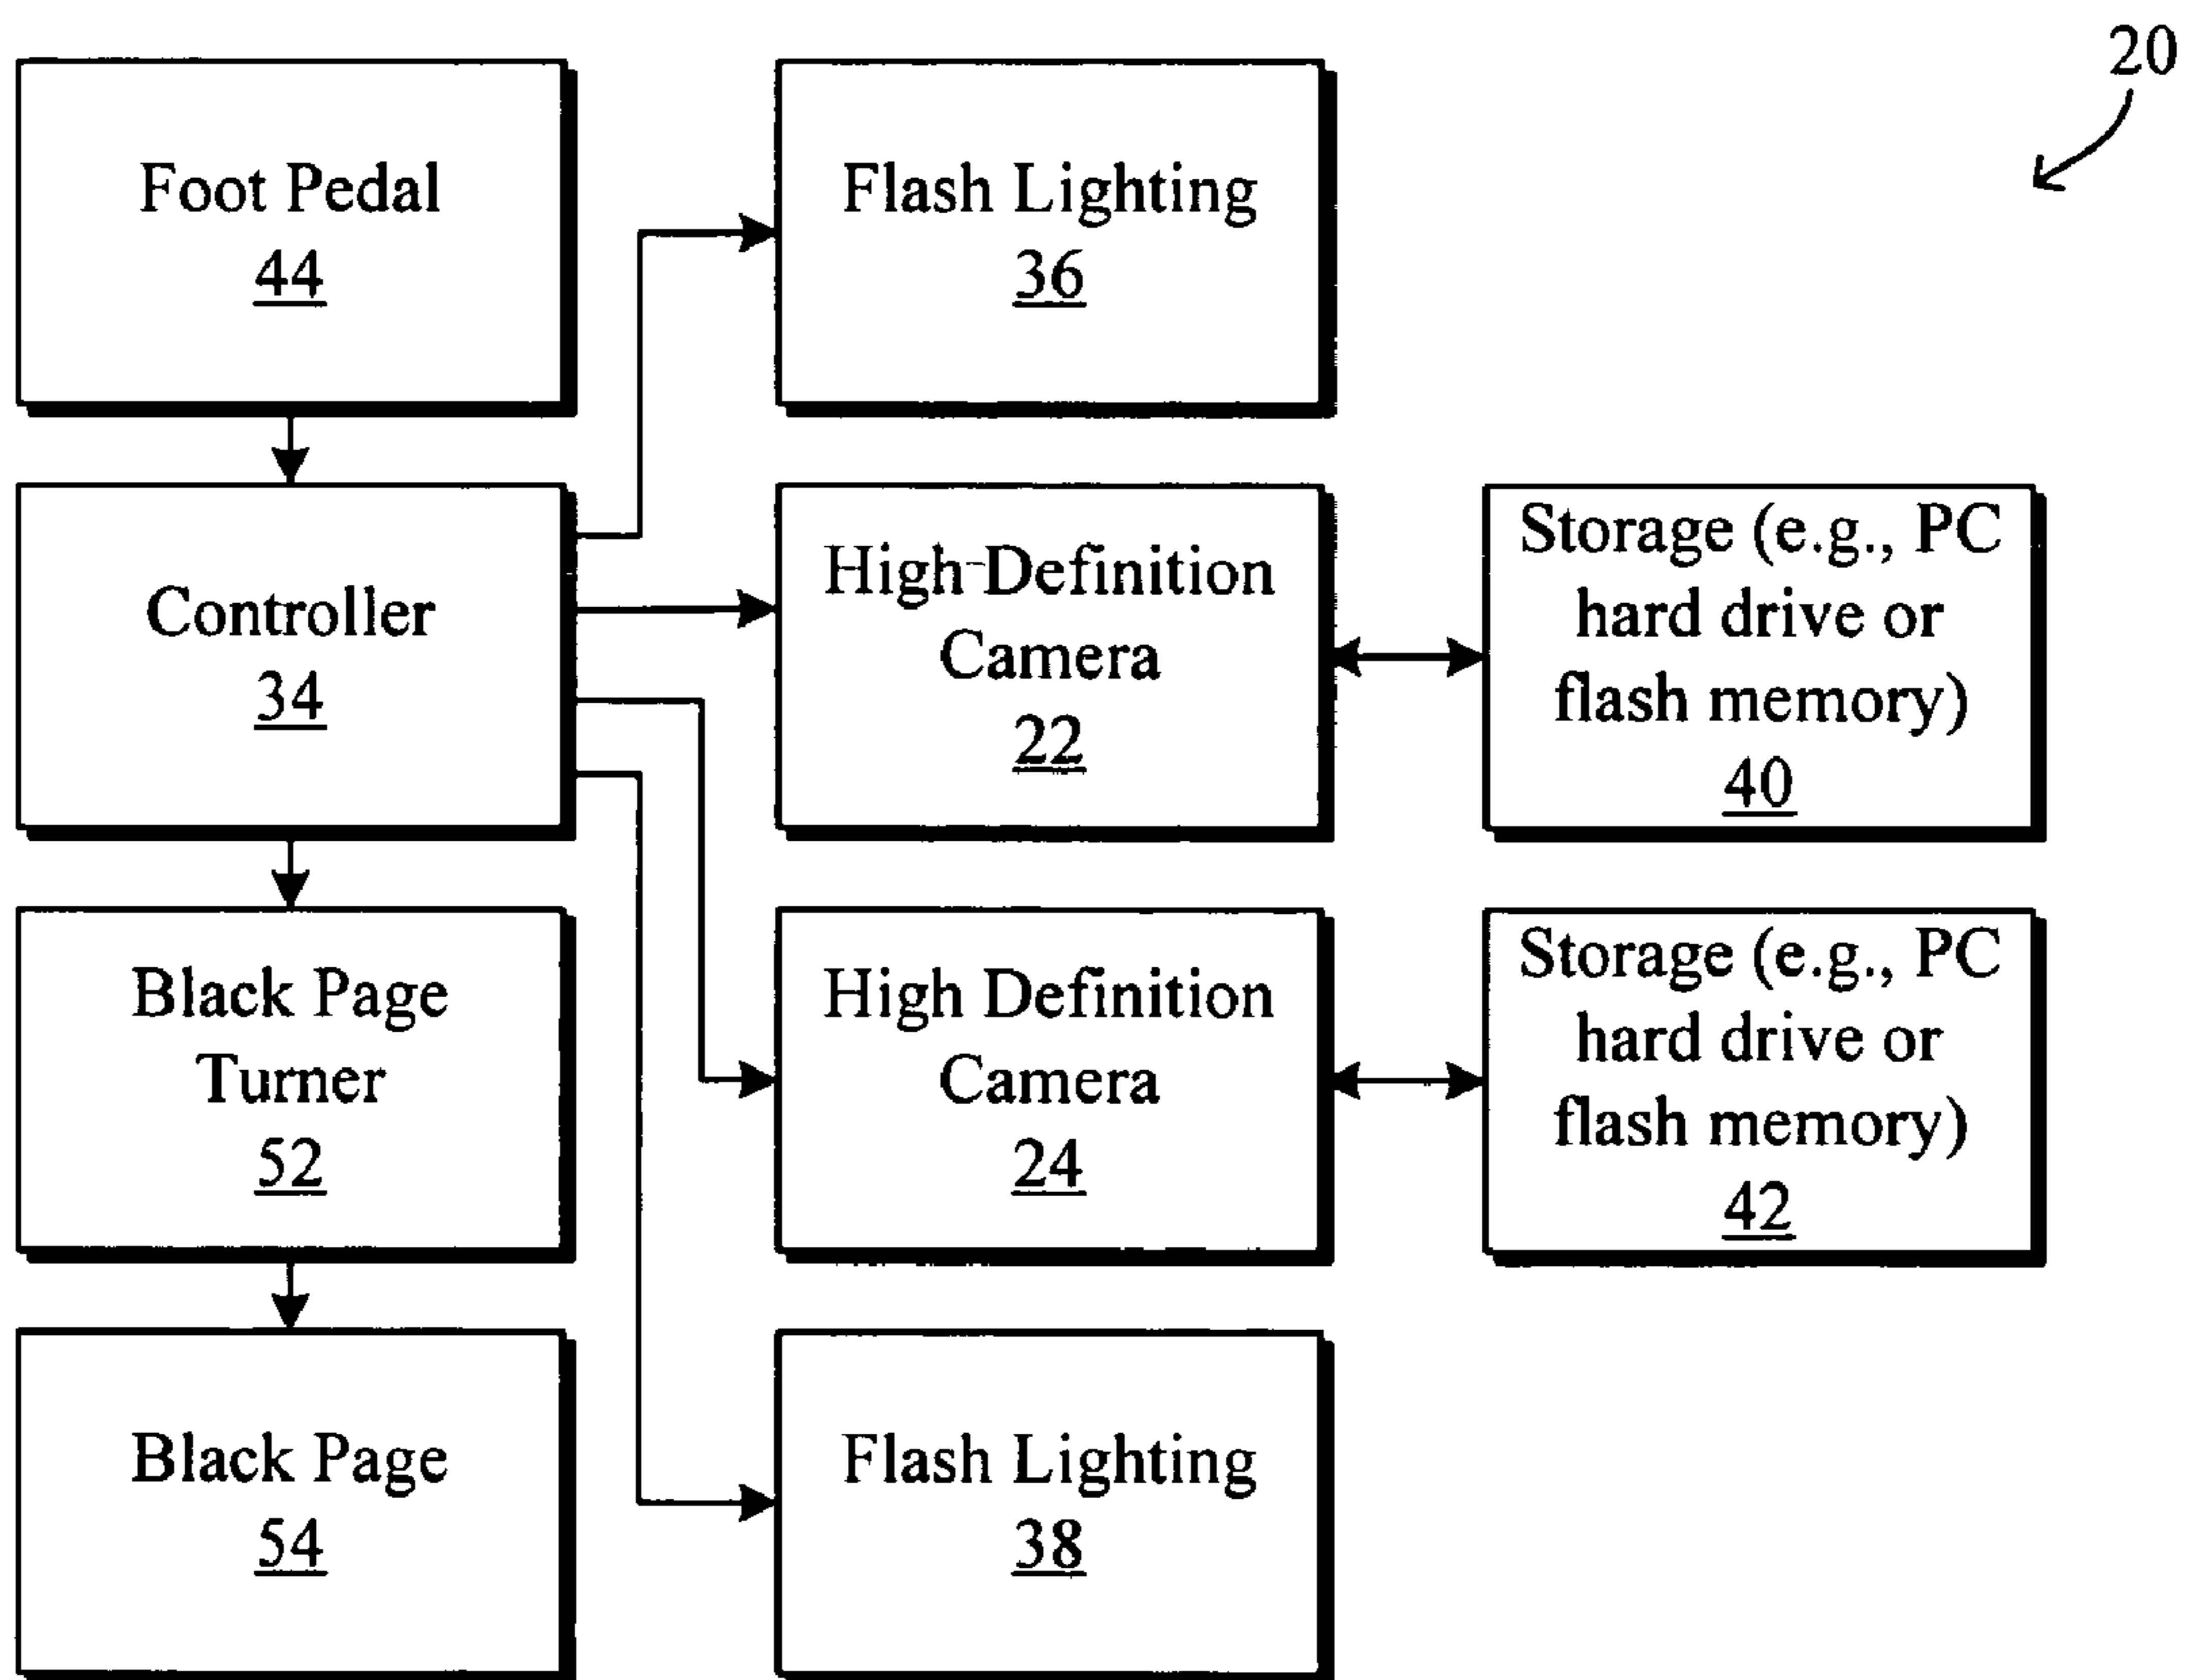 20
Foot Pedal
44
Flash Lighting
36
Controller
34
High-Definition
Camera
22
Storage (e.g., PC
hard drive or
flash memory)
40
Black Page
Turner
52
High Definition
Camera
24
Storage (e.g., PC
hard drive or
flash memory)
42
Black Page
54
Flash Lighting
38